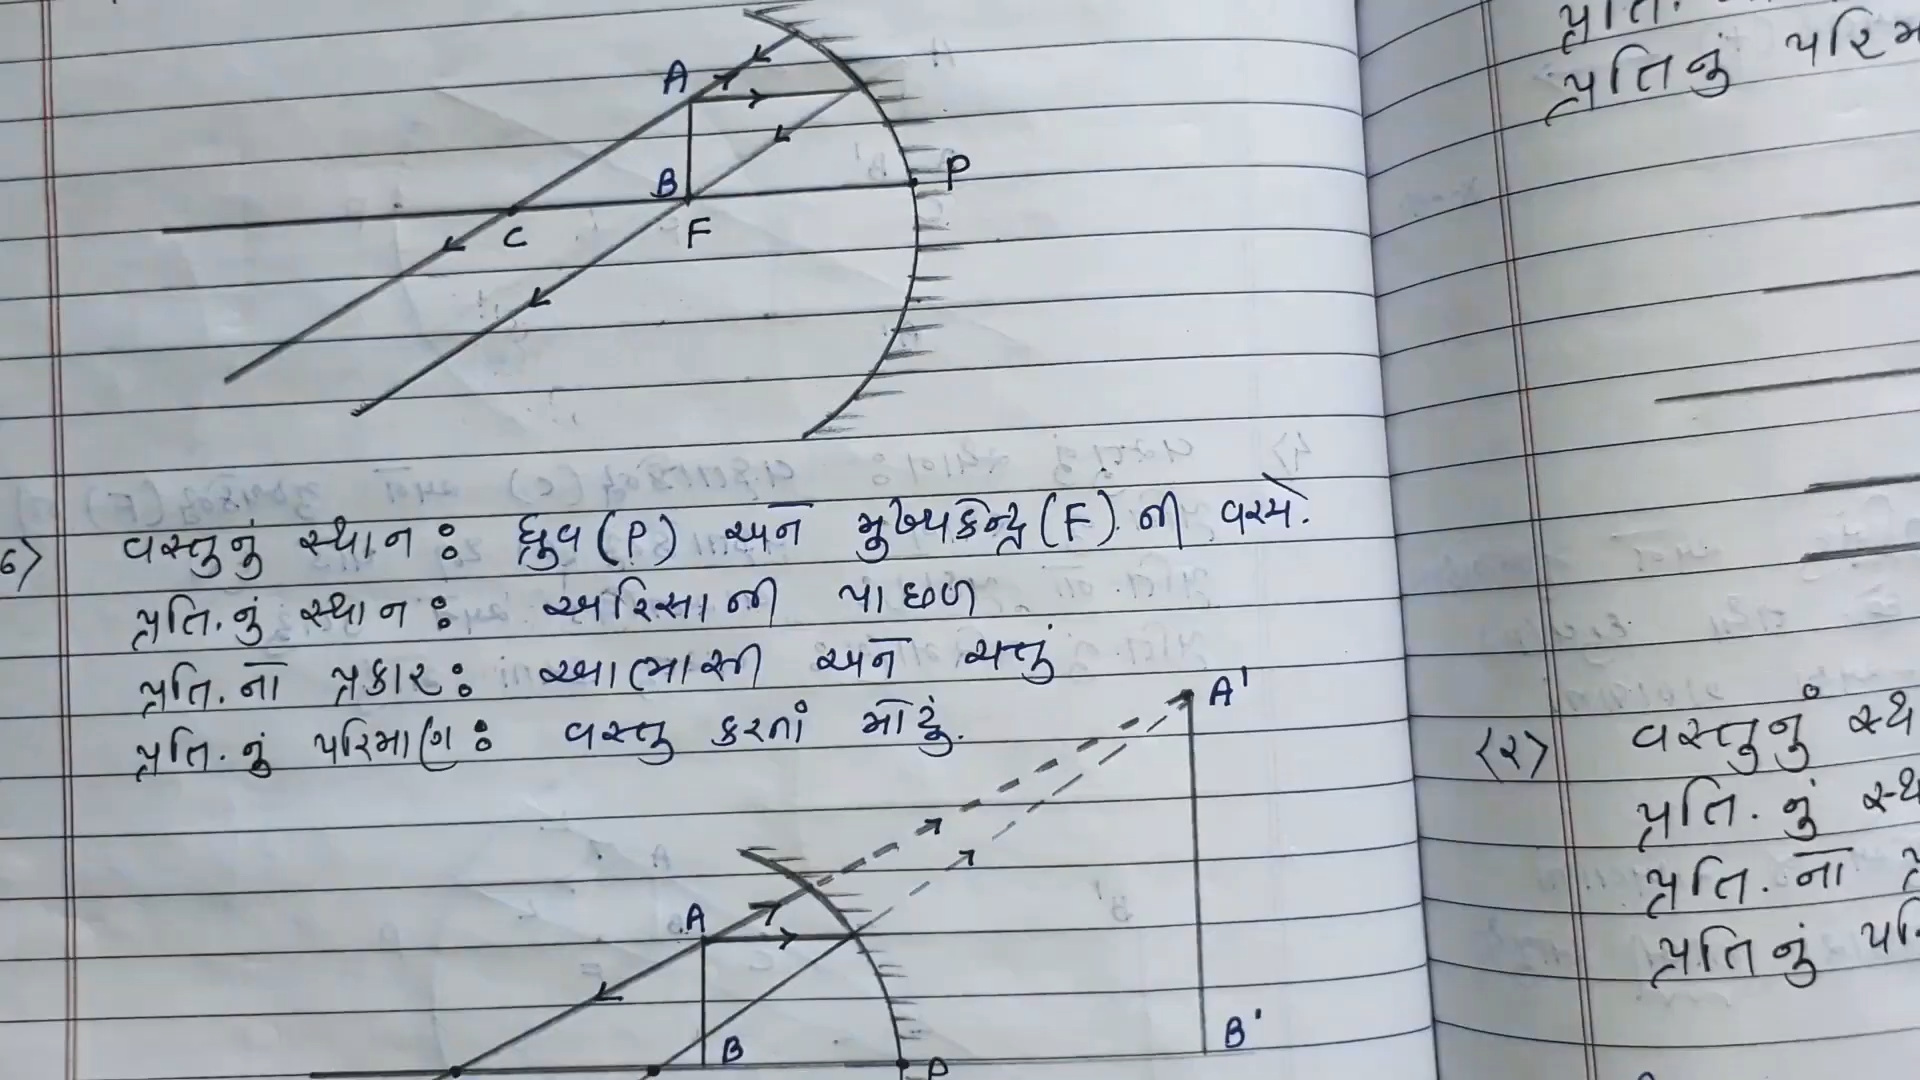 A
B
P
C
F
6) વસ્તુનું સ્થાન : ધ્રુવ (P) અને મુખ્યકેન્દ્ર (F) ની વચ્ચે.
પ્રતિ. નું સ્થાન : અરિસાની પાછળ
પ્રતિ. નો પ્રકાર : આભાસી અને ચત્તું
પ્રતિ. નું પરિમાણ : વસ્તુ કરતાં મોટું.
A'
A
B
B'
P
પ્રતિનું
<૨> વસ્તુનું
પ્રતિ. નું
પ્રતિ. નો
પ્રતિનું